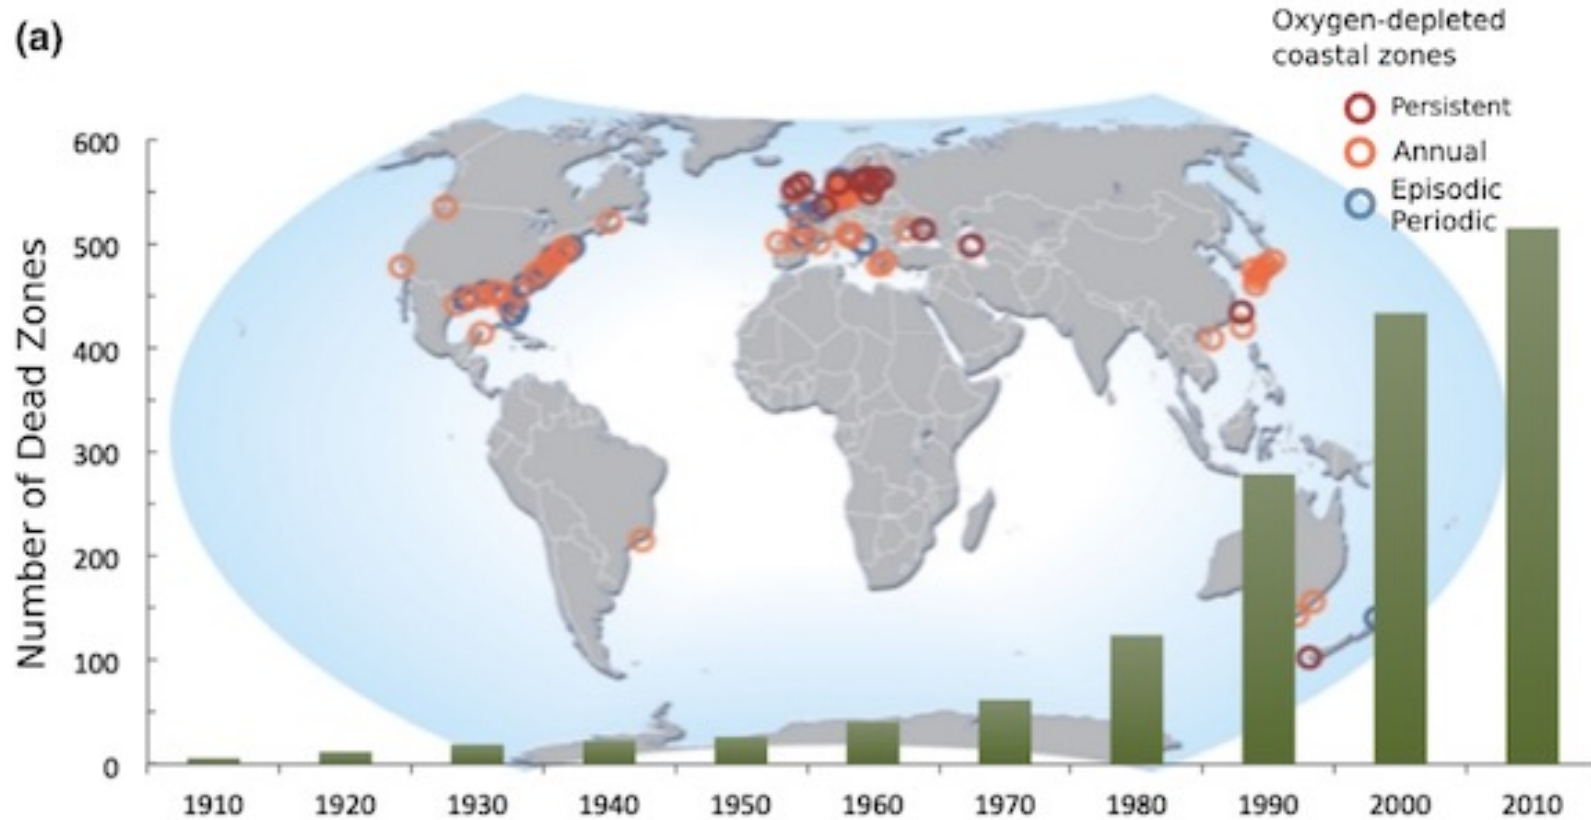 (a)
Oxygen-depleted
coastal zones
Persistent
Annual
Episodic
Periodic
Number of Dead Zones
600
500
400
300
200
100
0
1910 1920 1930 1940 1950 1960 1970 1980 1990 2000 2010